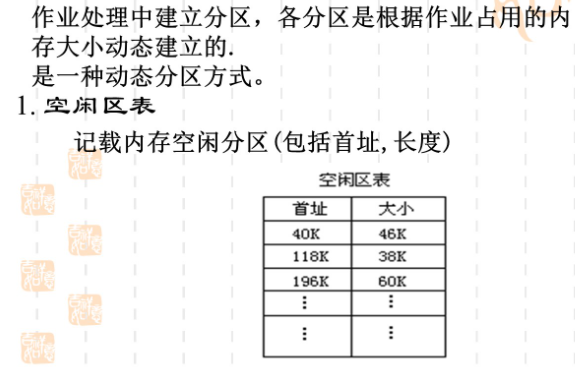 作业处理中建立分区，各分区是根据作业占用的内
存大小动态建立的.
是一种动态分区方式。
1. 空闲区表
记载内存空闲分区(包括首址,长度)
空闲区表
首址 大小
40K 46K
118K 38K
196K 60K
⋮ ⋮
⋮ ⋮